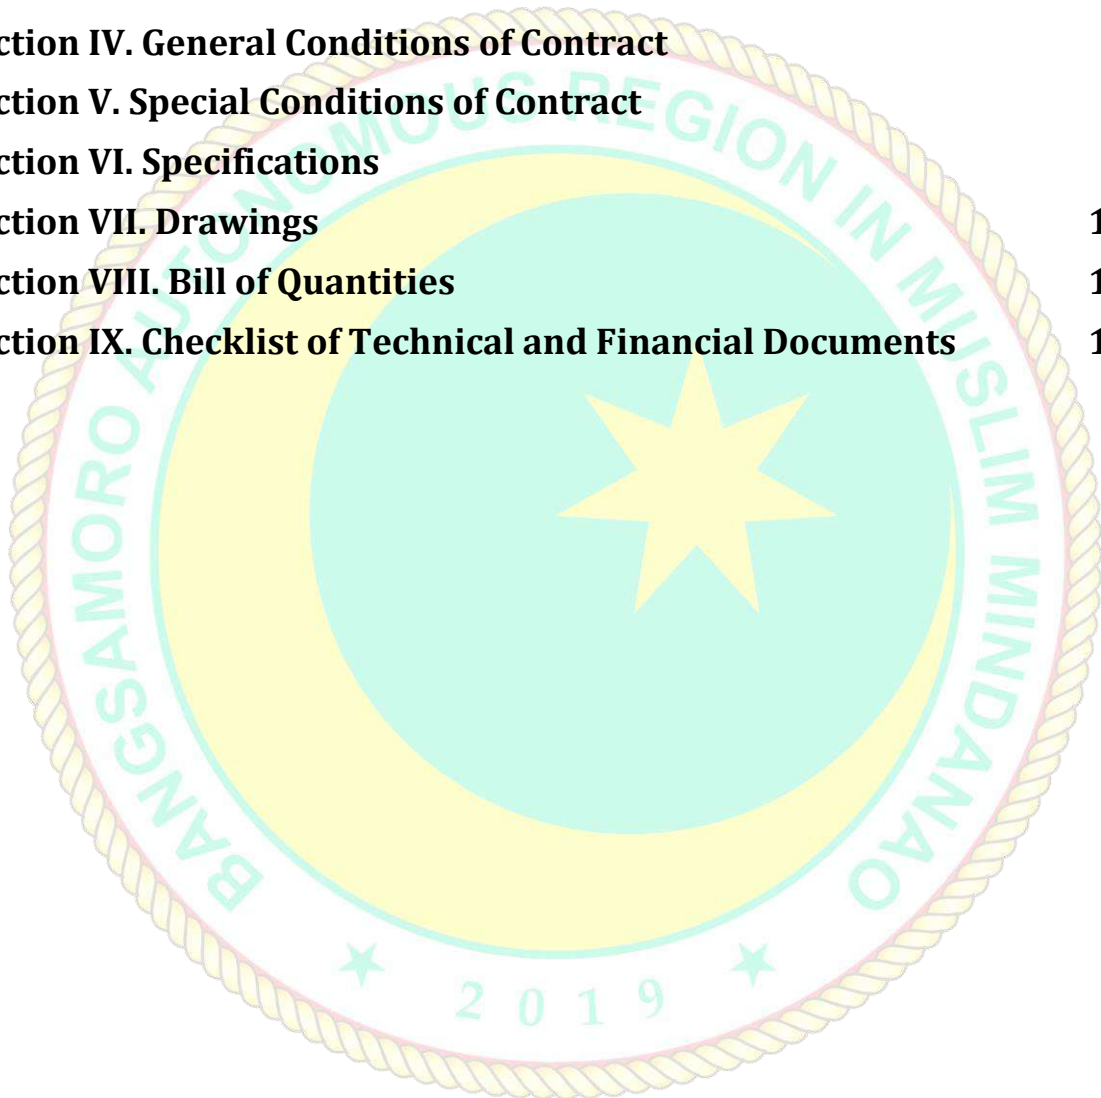 ction IV. General Conditions of Contract
ction V. Special Conditions of Contract
ction VI. Specifications
ction VII. Drawings 1
ction VIII. Bill of Quantities 1
ction IX. Checklist of Technical and Financial Documents 1
BANGSAMORO AUTONOMOUS REGION IN MUSLIM MINDANAO
2019